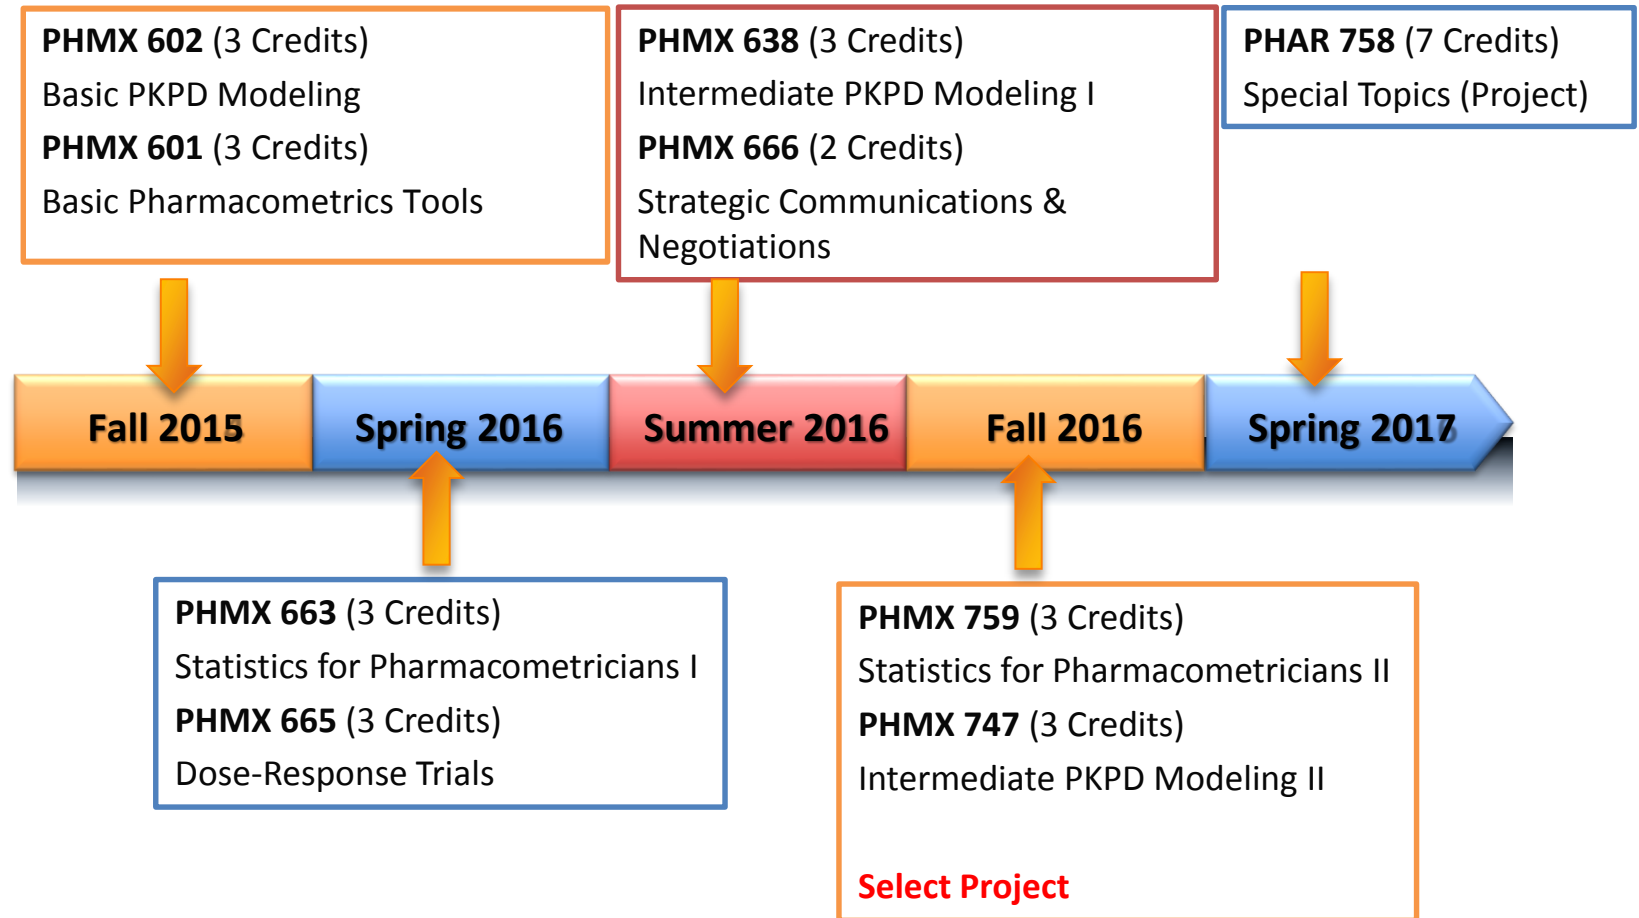 PHMX 602 (3 Credits)
Basic PKPD Modeling
PHMX 601 (3 Credits)
Basic Pharmacometrics Tools
PHMX 638 (3 Credits)
Intermediate PKPD Modeling I
PHMX 666 (2 Credits)
Strategic Communications &
Negotiations
PHAR 758 (7 Credits)
Special Topics (Project)
Fall 2015
Spring 2016
Summer 2016
Fall 2016
Spring 2017
PHMX 663 (3 Credits)
Statistics for Pharmacometricians I
PHMX 665 (3 Credits)
Dose-Response Trials
PHMX 759 (3 Credits)
Statistics for Pharmacometricians II
PHMX 747 (3 Credits)
Intermediate PKPD Modeling II
Select Project